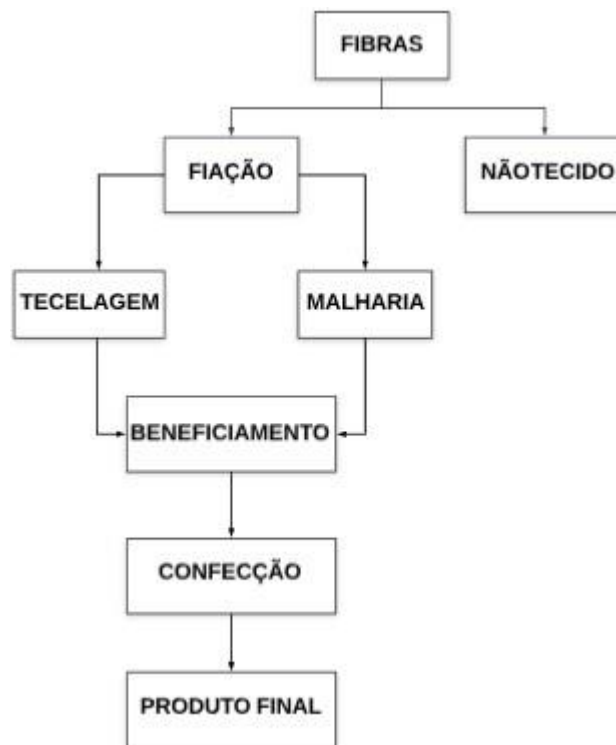 FIBRAS
FIAÇÃO
NÃOTECIDO
TECELAGEM
MALHARIA
BENEFICIAMENTO
CONFECÇÃO
PRODUTO FINAL